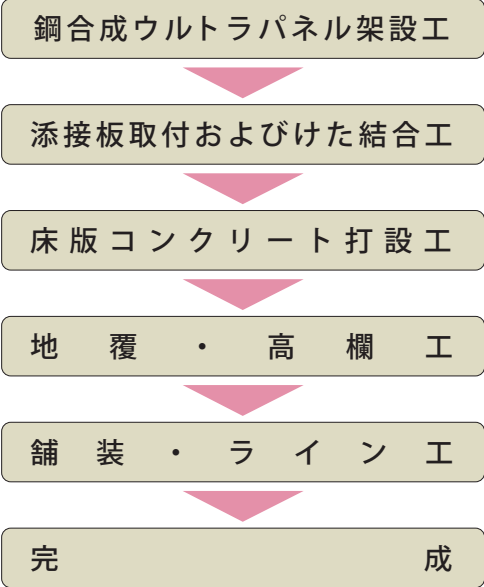 鋼合成ウルトラパネル架設工
添接板取付およびけた結合工
床版コンクリート打設工
地覆・高欄工
舗装・ライン工
完成